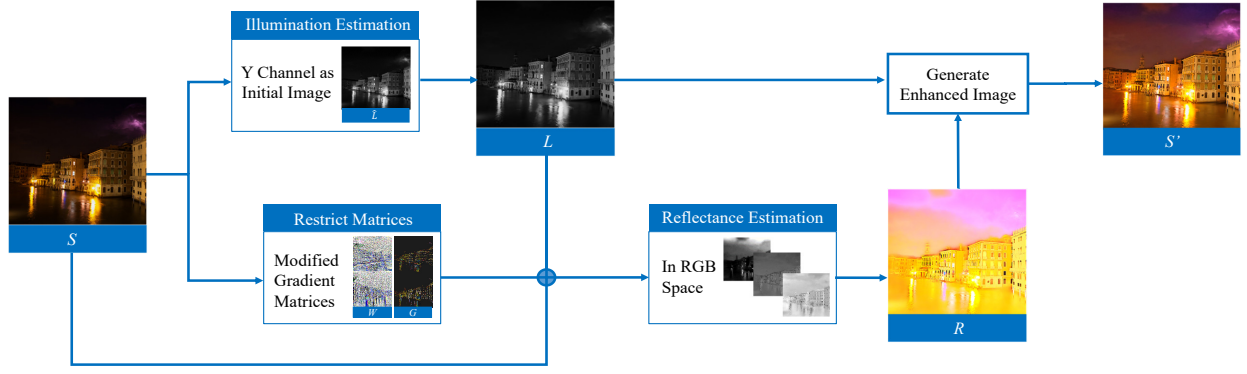 Illumination Estimation
Y Channel as
Initial Image
L̂
L
Generate
Enhanced Image
S’
S
Restrict Matrices
Modified
Gradient
Matrices
W
G
Reflectance Estimation
In RGB
Space
R